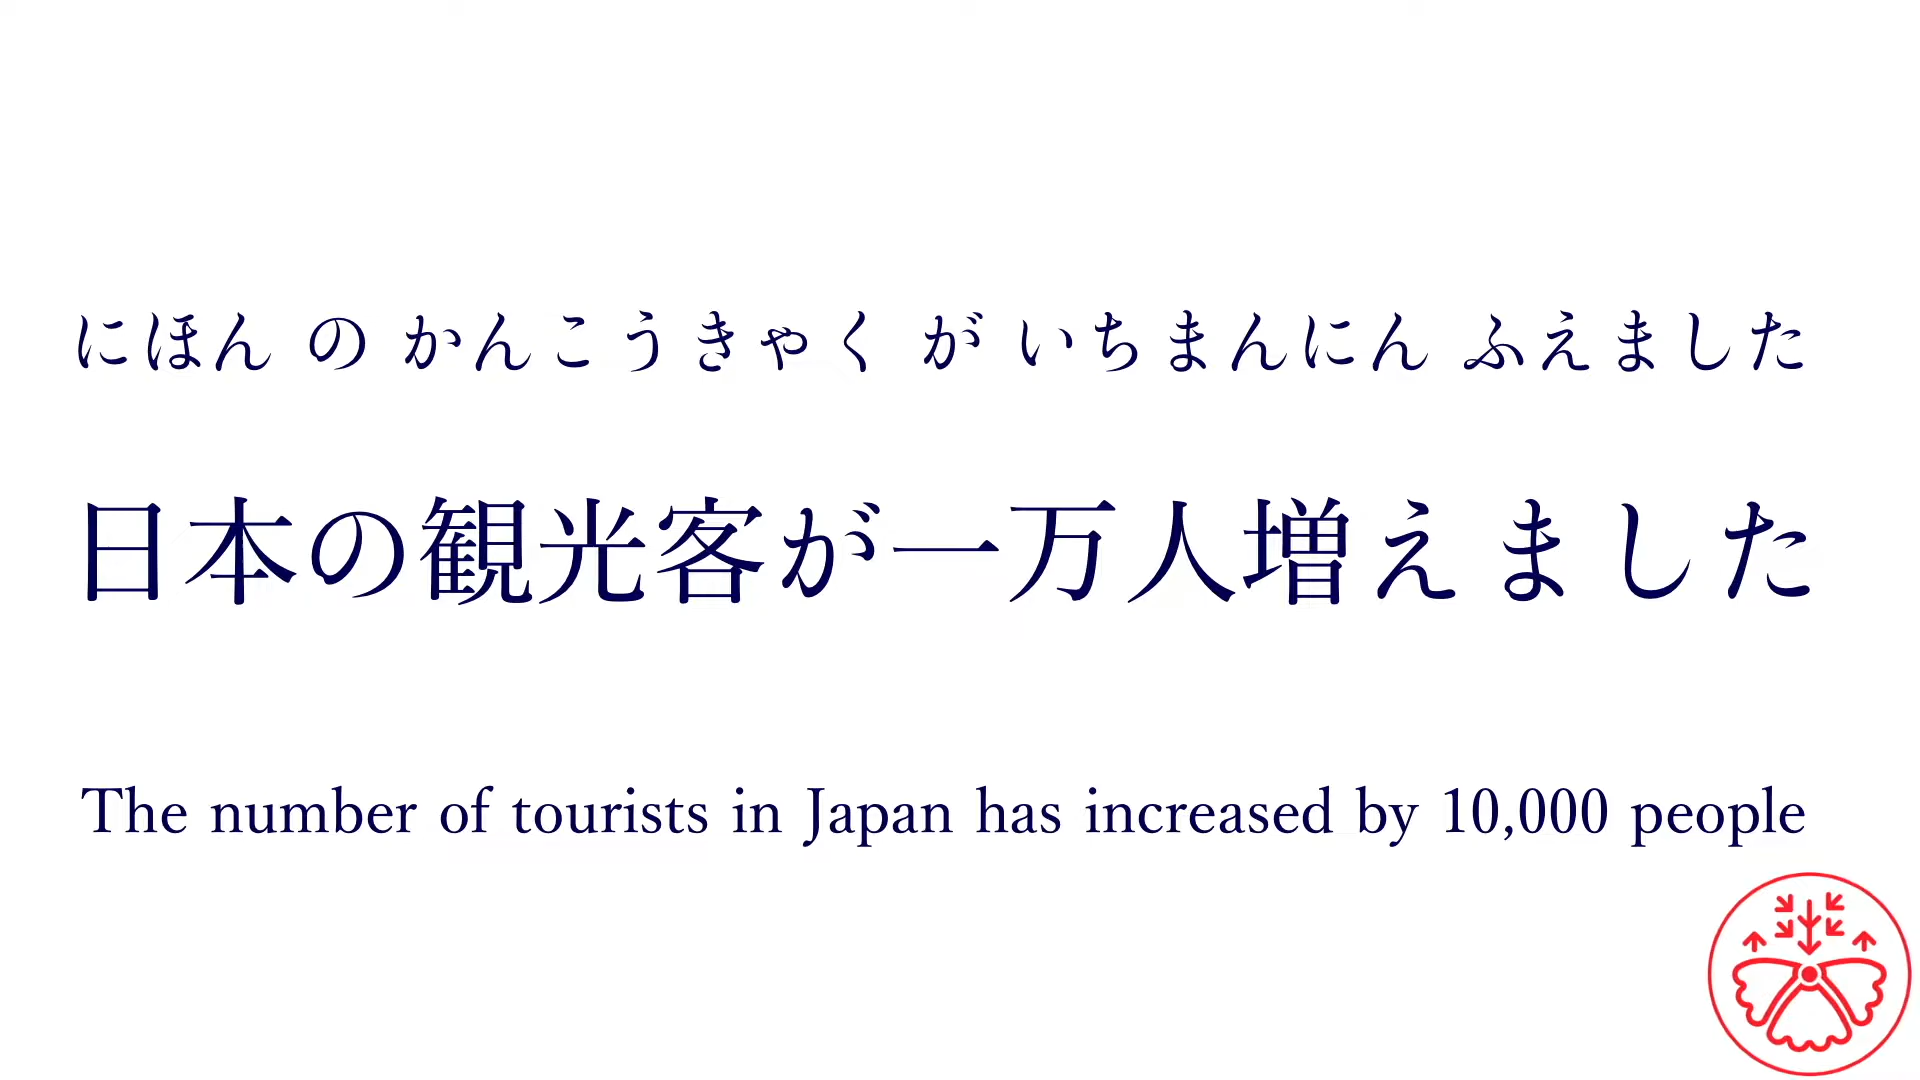 にほん の かんこうきゃく が いちまんにん ふえました
日本の観光客が一万人増えました
The number of tourists in Japan has increased by 10,000 people